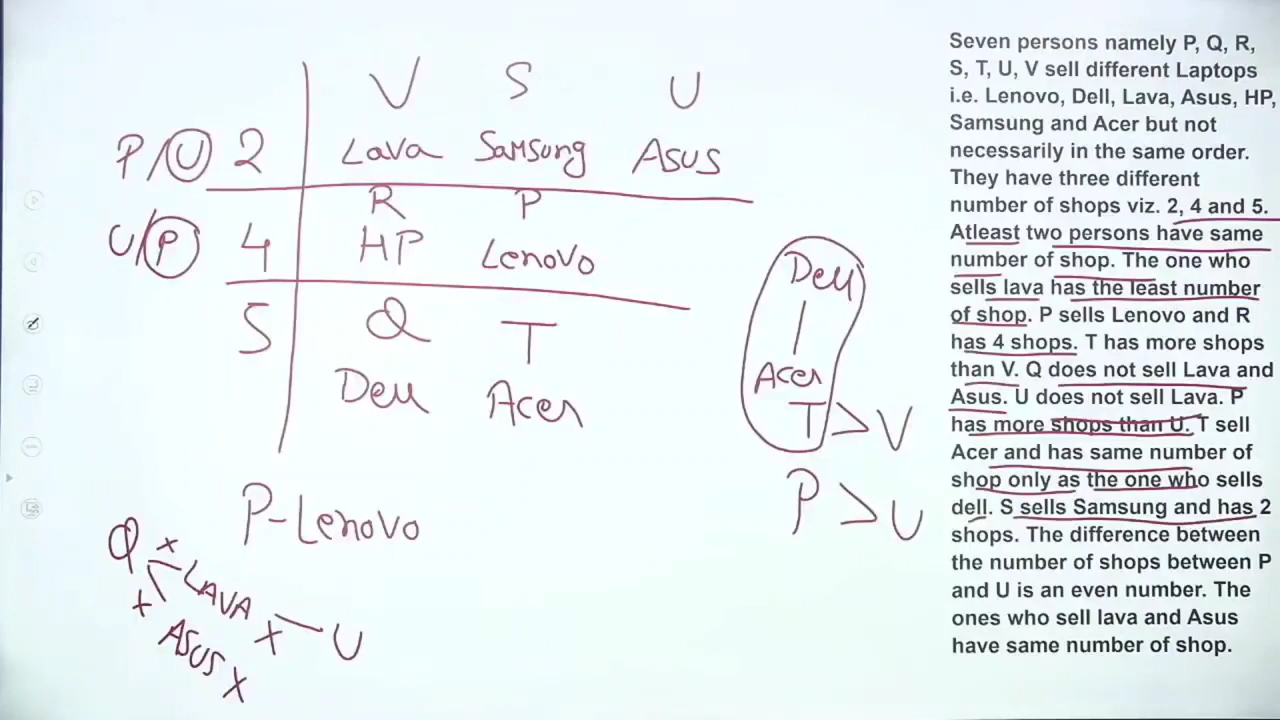 V S U
P/U 2 Lava Samsung Asus
R P
U/P 4 HP Lenovo
5 Q T
Dell Acer
Dell
Acer
T > V
P > U
P-Lenovo
Q x LAVA x U
x ASUS x
Seven persons namely P, Q, R,
S, T, U, V sell different Laptops
i.e. Lenovo, Dell, Lava, Asus, HP,
Samsung and Acer but not
necessarily in the same order.
They have three different
number of shops viz. 2, 4 and 5.
Atleast two persons have same
number of shop. The one who
sells lava has the least number
of shop. P sells Lenovo and R
has 4 shops. T has more shops
than V. Q does not sell Lava and
Asus. U does not sell Lava. P
has more shops than U. T sell
Acer and has same number of
shop only as the one who sells
dell. S sells Samsung and has 2
shops. The difference between
the number of shops between P
and U is an even number. The
ones who sell lava and Asus
have same number of shop.